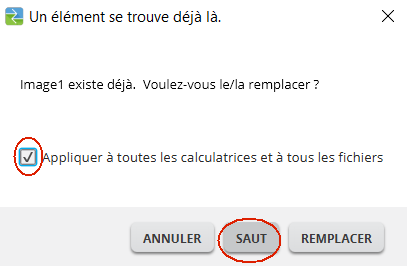 Un élément se trouve déjà là.
Image1 existe déjà. Voulez-vous le/la remplacer ?
Appliquer à toutes les calculatrices et à tous les fichiers
ANNULER SAUT REMPLACER